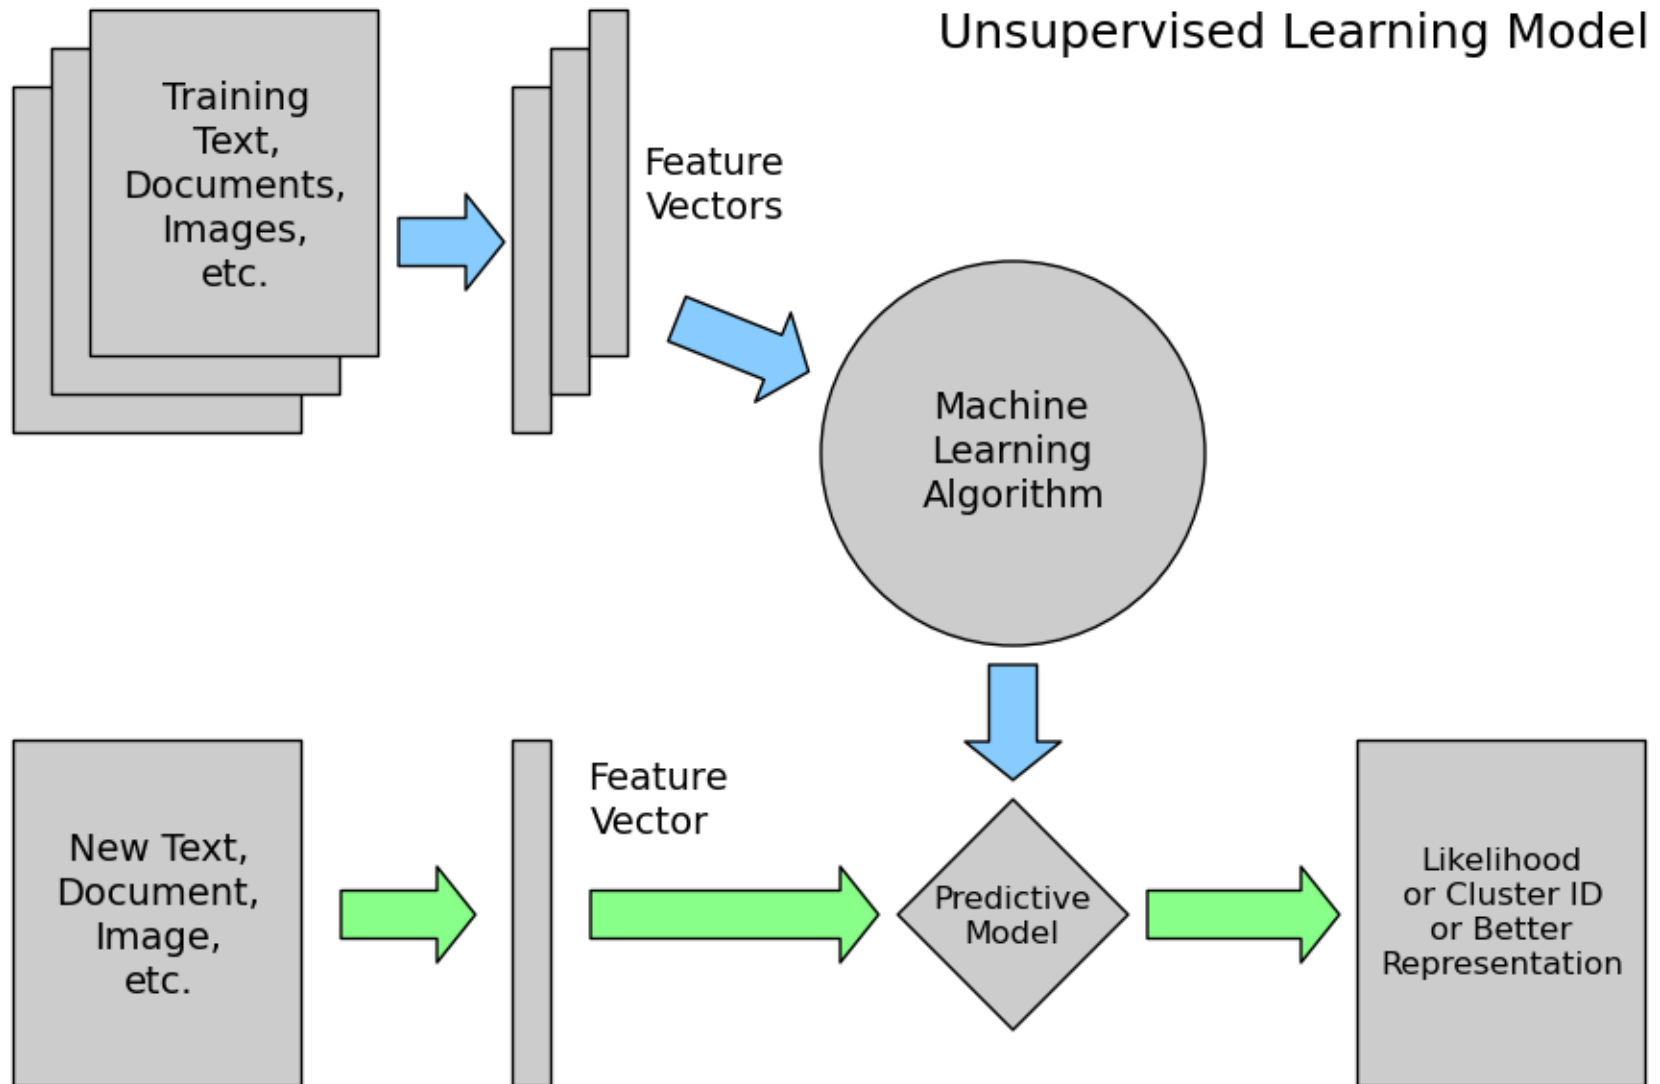 Unsupervised Learning Model
Training
Text,
Documents,
Images,
etc.
Feature
Vectors
Machine
Learning
Algorithm
New Text,
Document,
Image,
etc.
Feature
Vector
Predictive
Model
Likelihood
or Cluster ID
or Better
Representation